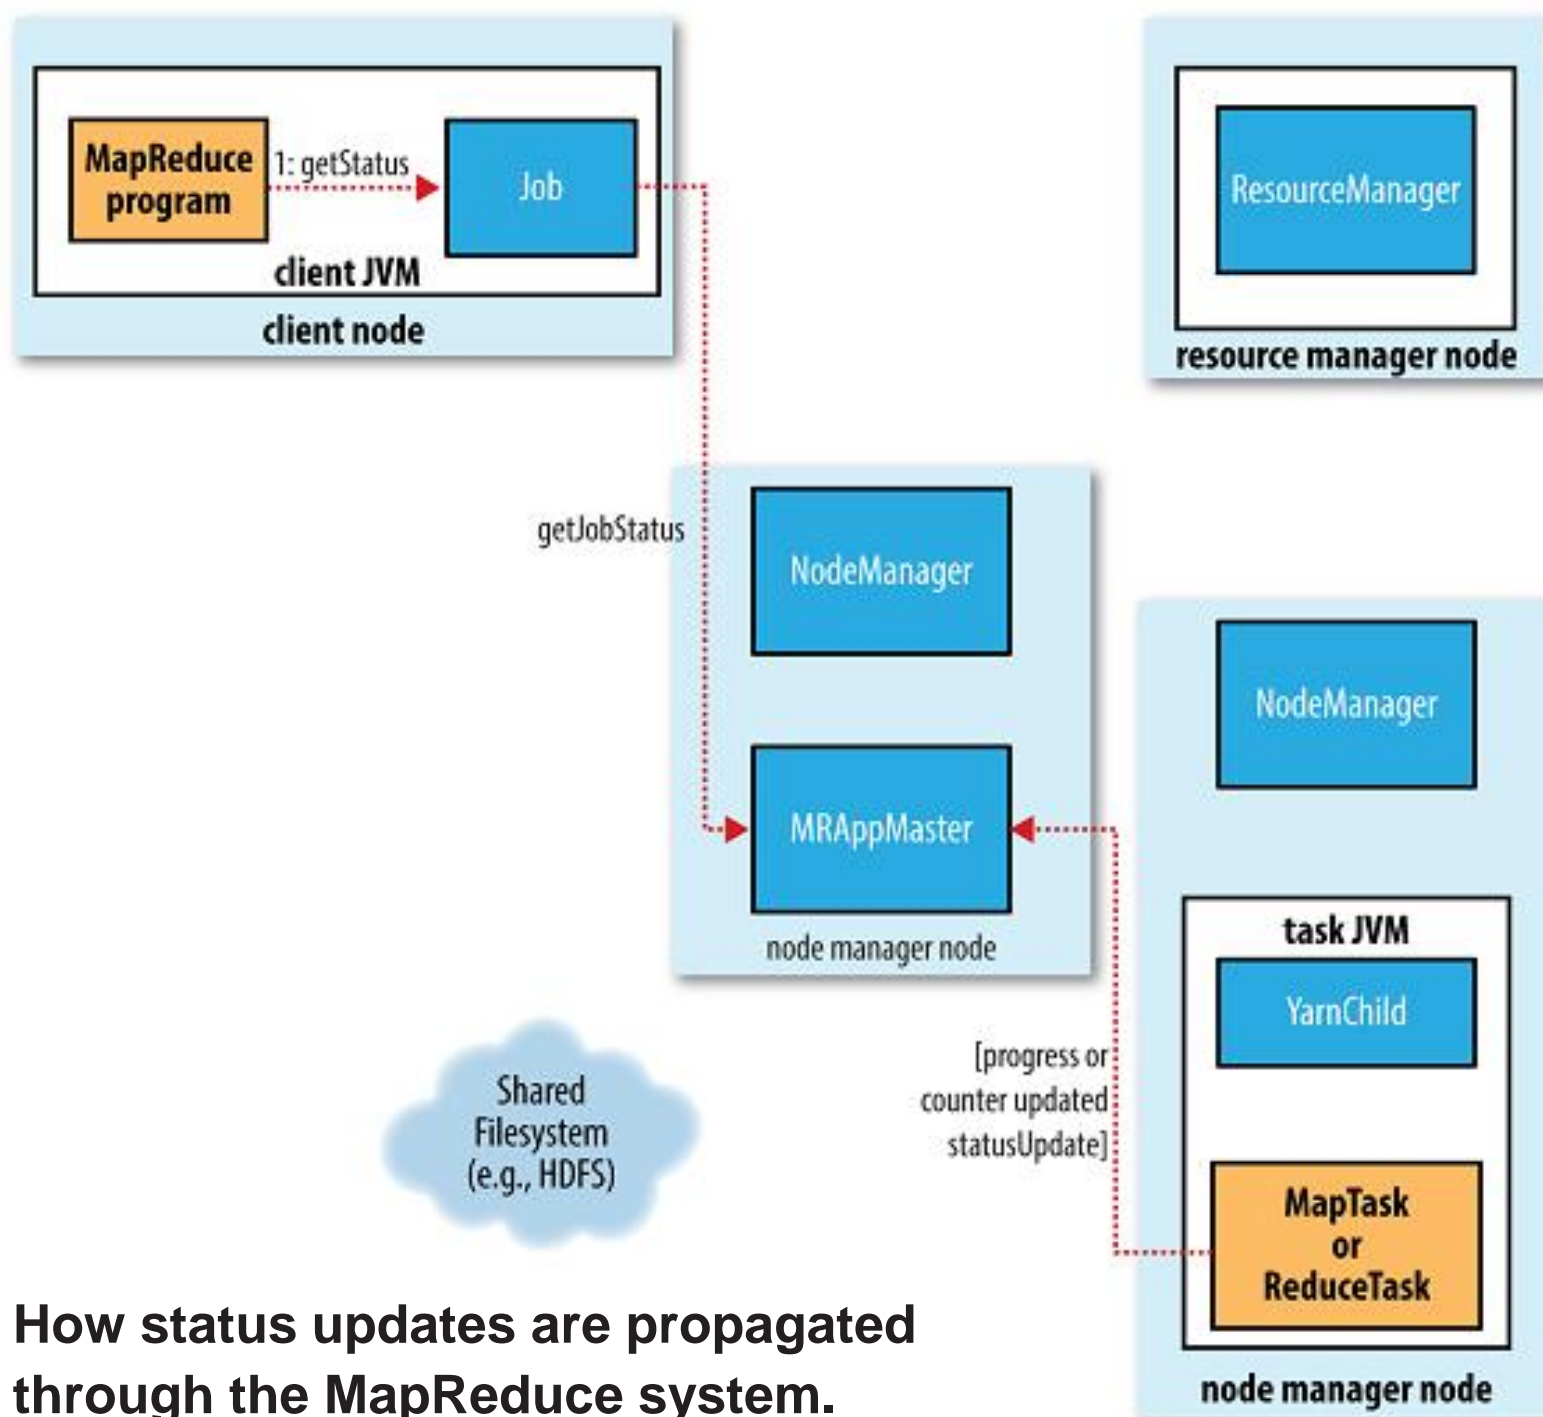 MapReduce
program
1: getStatus
Job
client JVM
client node
ResourceManager
resource manager node
getJobStatus
NodeManager
MRAppMaster
node manager node
NodeManager
task JVM
YarnChild
MapTask
or
ReduceTask
node manager node
[progress or
counter updated
statusUpdate]
Shared
Filesystem
(e.g., HDFS)
How status updates are propagated
through the MapReduce system.